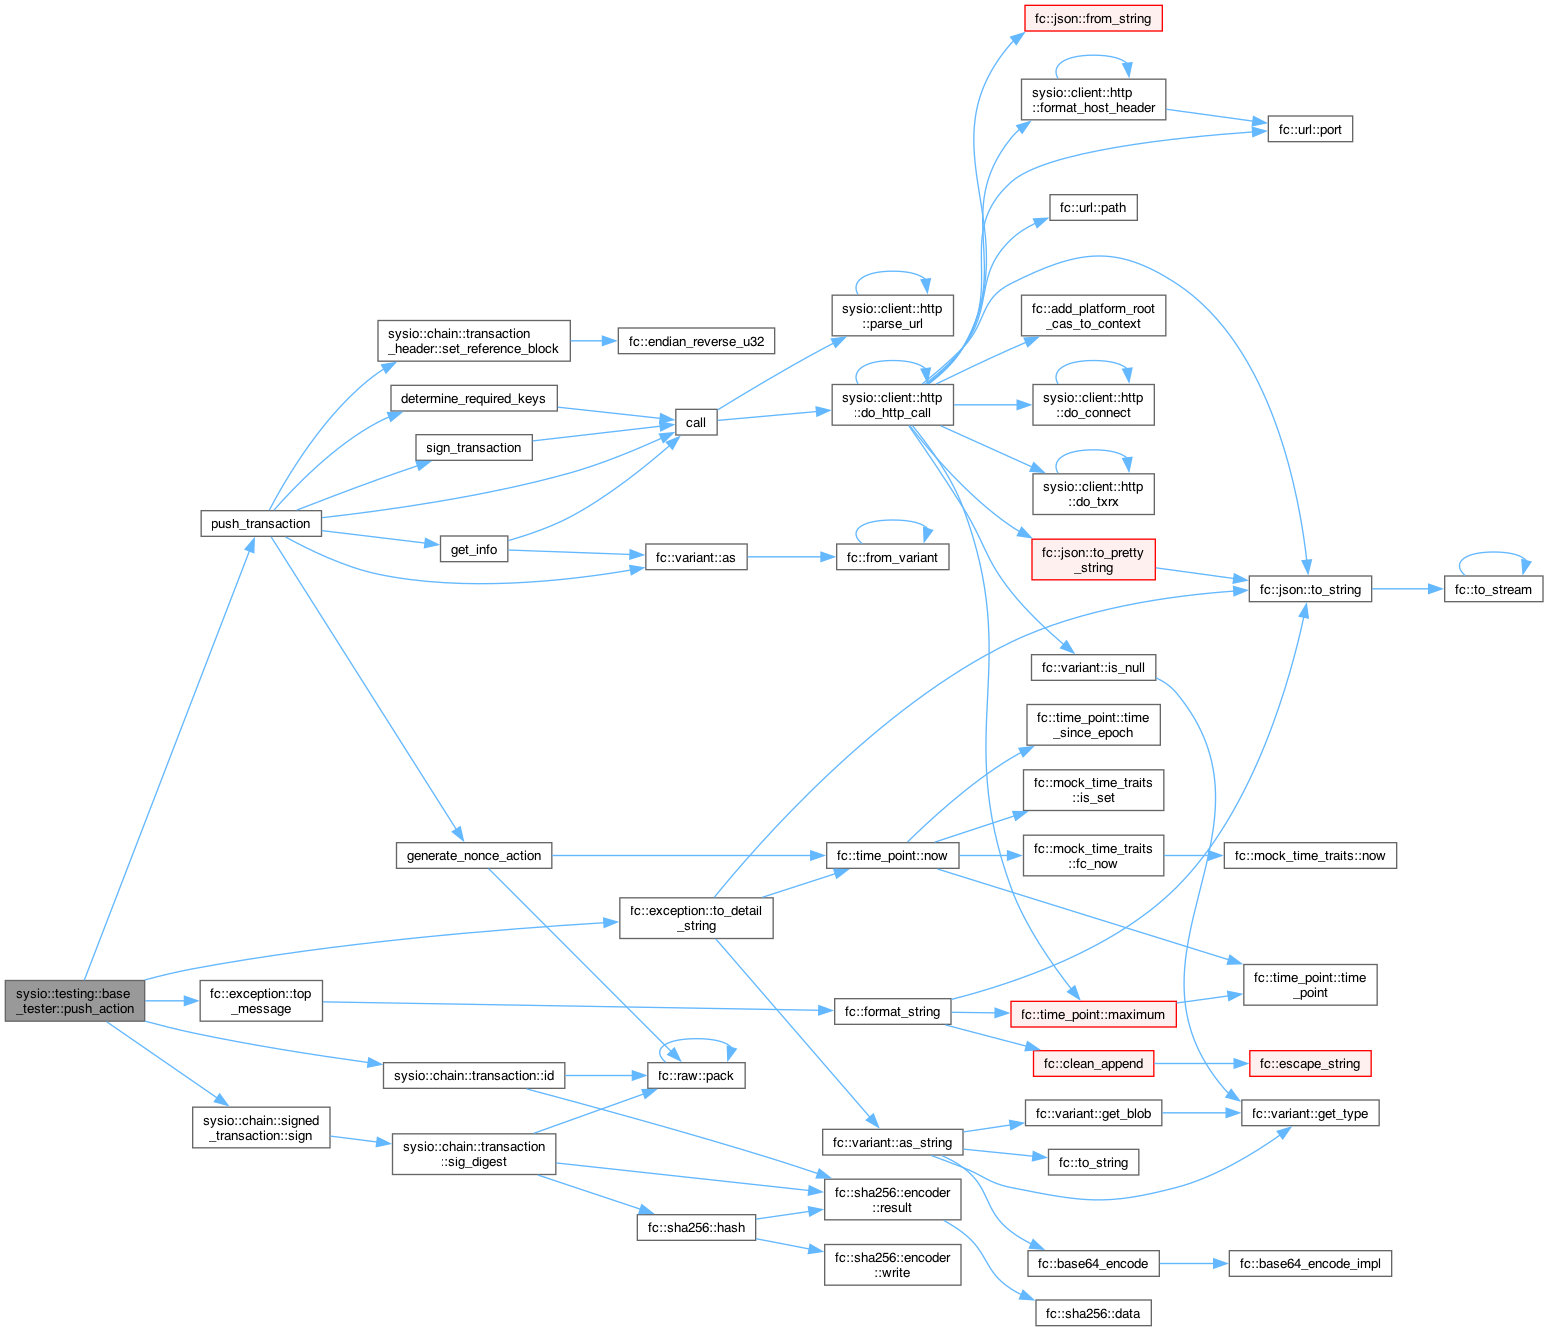 fc::json::from_string
sysio::client::http
::format_host_header
fc::url::port
fc::url::path
sysio::client::http
::parse_url
fc::add_platform_root
_cas_to_context
sysio::chain::transaction
_header::set_reference_block
fc::endian_reverse_u32
determine_required_keys
call
sysio::client::http
::do_http_call
sysio::client::http
::do_connect
sign_transaction
sysio::client::http
::do_txrx
push_transaction
get_info
fc::variant::as
fc::from_variant
fc::json::to_pretty
_string
fc::json::to_string
fc::to_stream
fc::variant::is_null
fc::time_point::time
_since_epoch
fc::mock_time_traits
::is_set
generate_nonce_action
fc::time_point::now
fc::mock_time_traits
::fc_now
fc::mock_time_traits::now
fc::exception::to_detail
_string
sysio::testing::base
_tester::push_action
fc::exception::top
_message
fc::format_string
fc::time_point::maximum
fc::time_point::time
_point
fc::clean_append
fc::escape_string
sysio::chain::transaction::id
fc::raw::pack
sysio::chain::signed
_transaction::sign
sysio::chain::transaction
::sig_digest
fc::variant::as_string
fc::variant::get_blob
fc::variant::get_type
fc::to_string
fc::sha256::encoder
::result
fc::sha256::hash
fc::sha256::encoder
::write
fc::base64_encode
fc::base64_encode_impl
fc::sha256::data